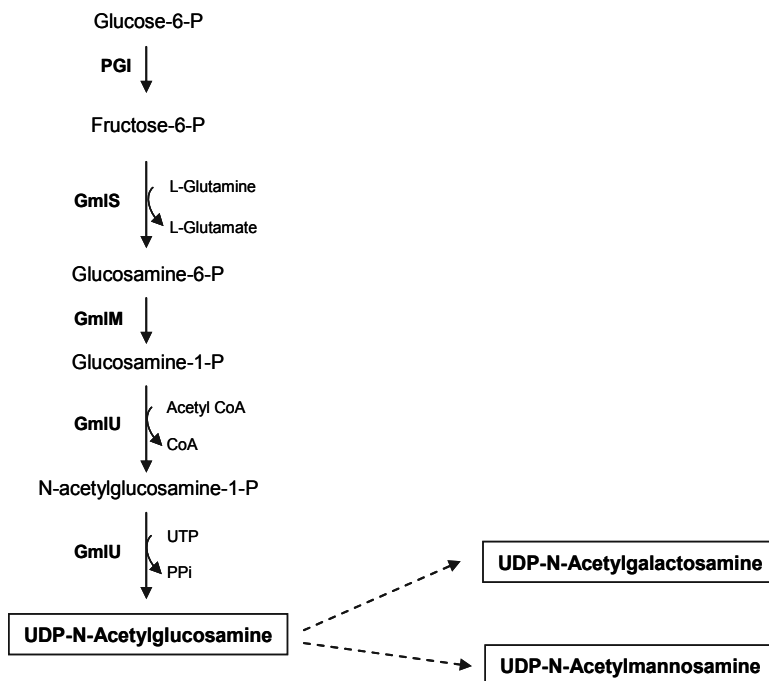 Glucose-6-P
PGI
Fructose-6-P
L-Glutamine
GmlS
L-Glutamate
Glucosamine-6-P
GmlM
Glucosamine-1-P
Acetyl CoA
GmlU
CoA
N-acetylglucosamine-1-P
UTP
GmlU
PPi
UDP-N-Acetylgalactosamine
UDP-N-Acetylglucosamine
UDP-N-Acetylmannosamine